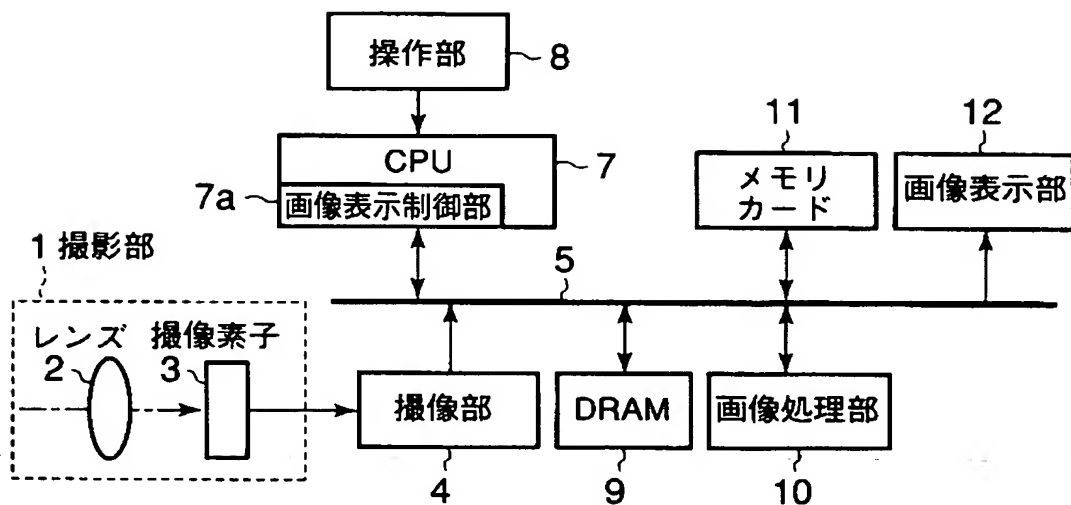 操作部
8
CPU
7
7a
画像表示制御部
11
メモリ
カード
12
画像表示部
1 撮影部
5
レンズ
2
撮像素子
3
撮像部
4
DRAM
9
画像処理部
10